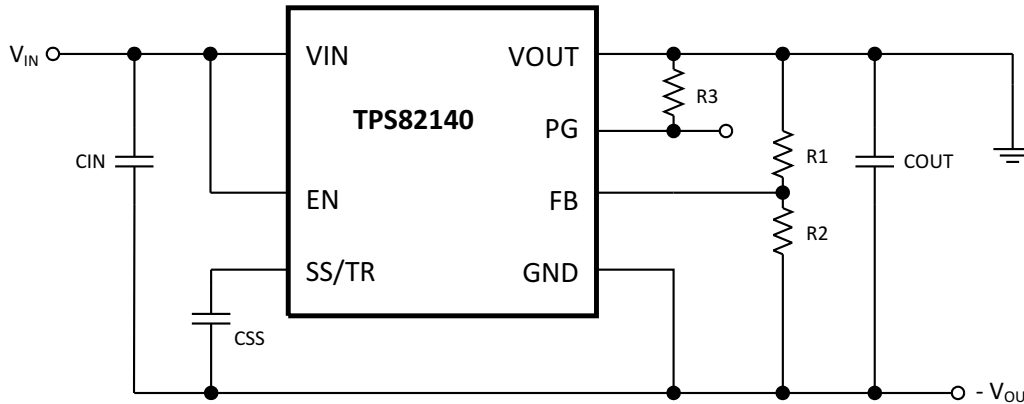 VIN
VIN
VOUT
R3
TPS82140
PG
CIN
R1
COUT
EN
FB
R2
SS/TR
GND
CSS
- VOU